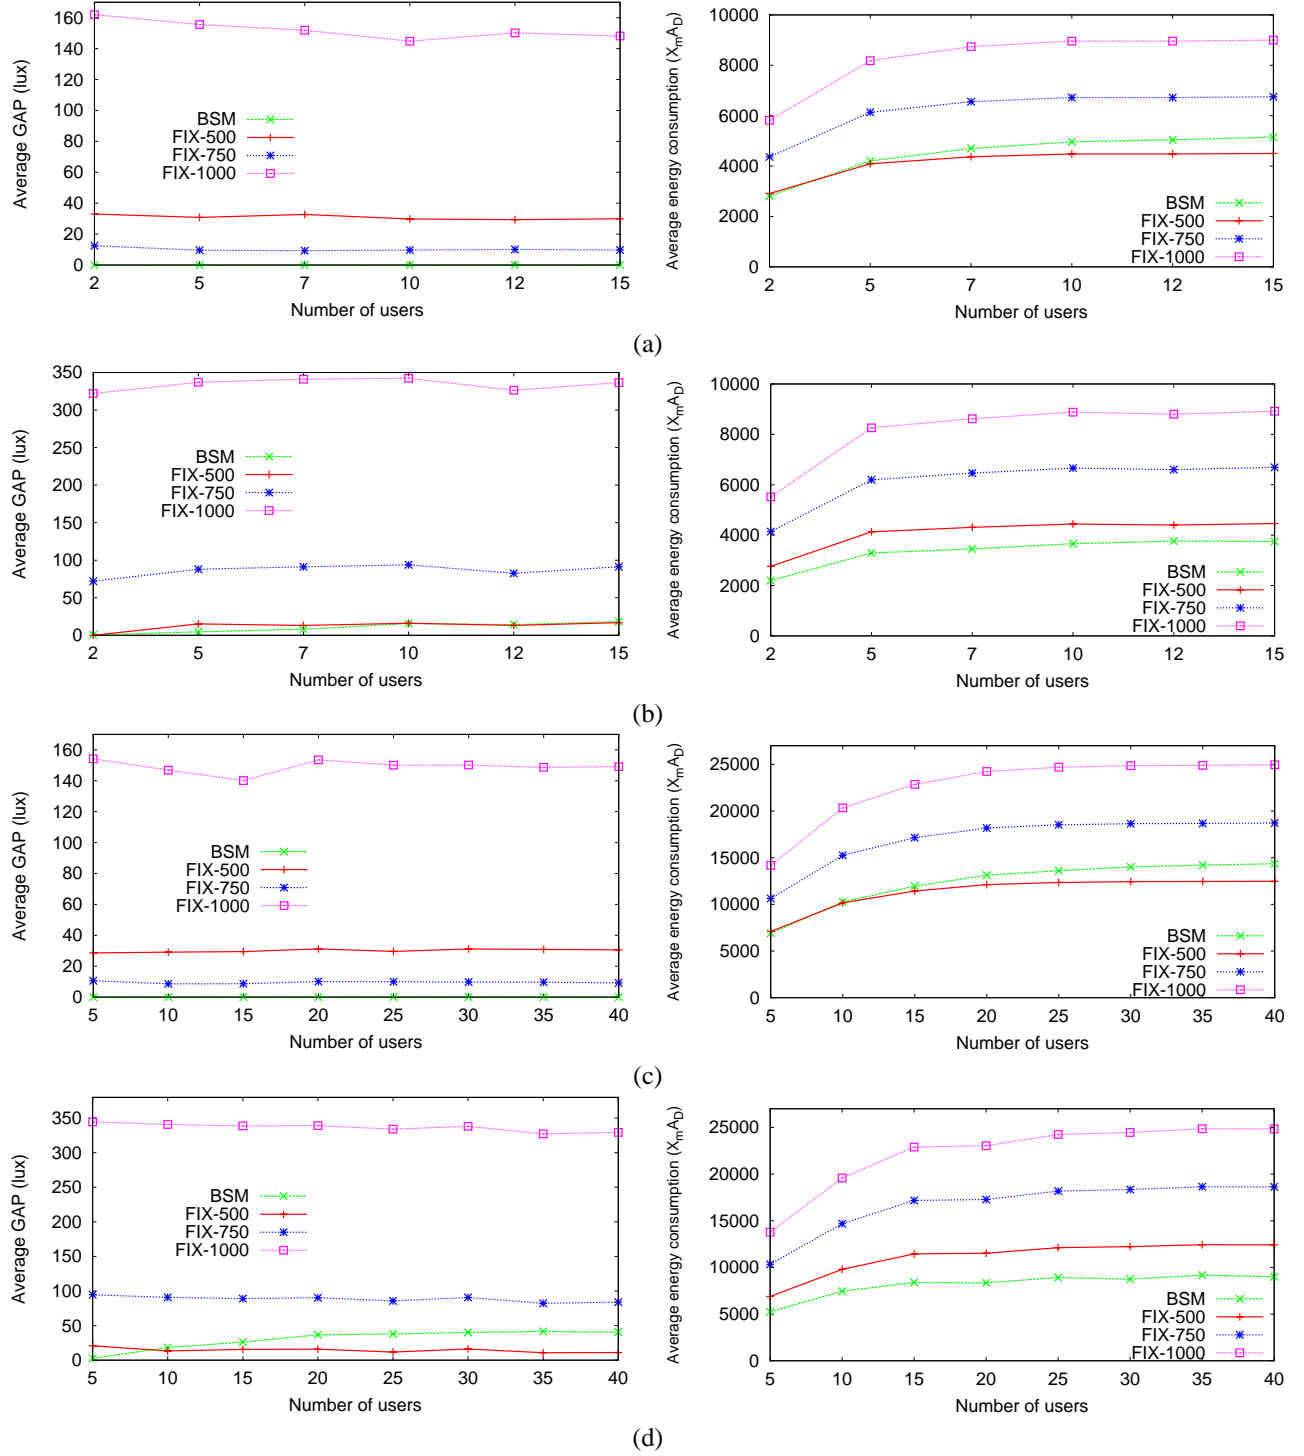 Average GAP (lux)
160
140
120
100
80
60
40
20
0
BSM
FIX-500
FIX-750
FIX-1000
2 5 7 10 12 15
Number of users
Average energy consumption (XmAD)
10000
8000
6000
4000
2000
0
BSM
FIX-500
FIX-750
FIX-1000
2 5 7 10 12 15
Number of users
(a)
Average GAP (lux)
350
300
250
200
150
100
50
0
BSM
FIX-500
FIX-750
FIX-1000
2 5 7 10 12 15
Number of users
Average energy consumption (XmAD)
10000
8000
6000
4000
2000
0
BSM
FIX-500
FIX-750
FIX-1000
2 5 7 10 12 15
Number of users
(b)
Average GAP (lux)
160
140
120
100
80
60
40
20
0
BSM
FIX-500
FIX-750
FIX-1000
5 10 15 20 25 30 35 40
Number of users
Average energy consumption (XmAD)
25000
20000
15000
10000
5000
0
BSM
FIX-500
FIX-750
FIX-1000
5 10 15 20 25 30 35 40
Number of users
(c)
Average GAP (lux)
350
300
250
200
150
100
50
0
BSM
FIX-500
FIX-750
FIX-1000
5 10 15 20 25 30 35 40
Number of users
Average energy consumption (XmAD)
25000
20000
15000
10000
5000
0
BSM
FIX-500
FIX-750
FIX-1000
5 10 15 20 25 30 35 40
Number of users
(d)